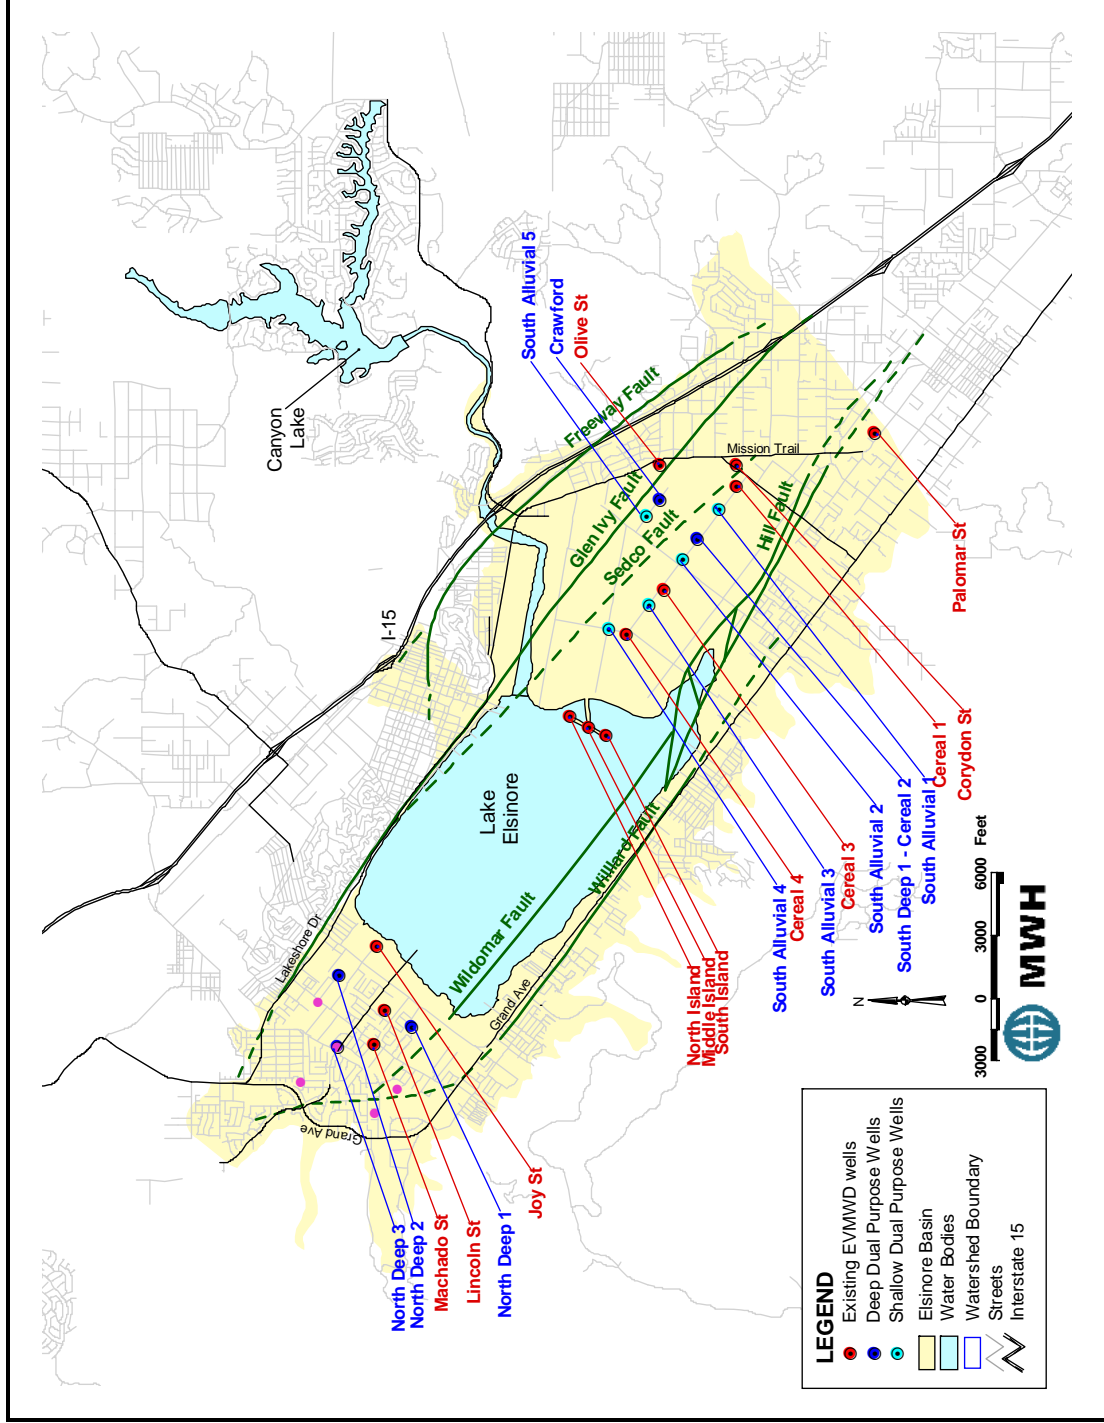 Canyon
Lake
I-15
Lake
Elsinore
Lakeshore Dr
Grand Ave
Grand Ave
Mission Trail
Freeway Fault
Glen Ivy Fault
Sedco Fault
Hill Fault
Wildomar Fault
Willard Fault
South Alluvial 5
Crawford
Olive St
Palomar St
Corydon St
Cereal 1
South Alluvial 1
South Deep 1 - Cereal 2
South Alluvial 2
Cereal 3
South Alluvial 3
Cereal 4
South Alluvial 4
North Island
Middle Island
South Island
North Deep 3
North Deep 2
Machado St
Lincoln St
North Deep 1
Joy St
N
3000 0 3000 6000 Feet
MWH
LEGEND
Existing EVMWD wells
Deep Dual Purpose Wells
Shallow Dual Purpose Wells
Elsinore Basin
Water Bodies
Watershed Boundary
Streets
Interstate 15